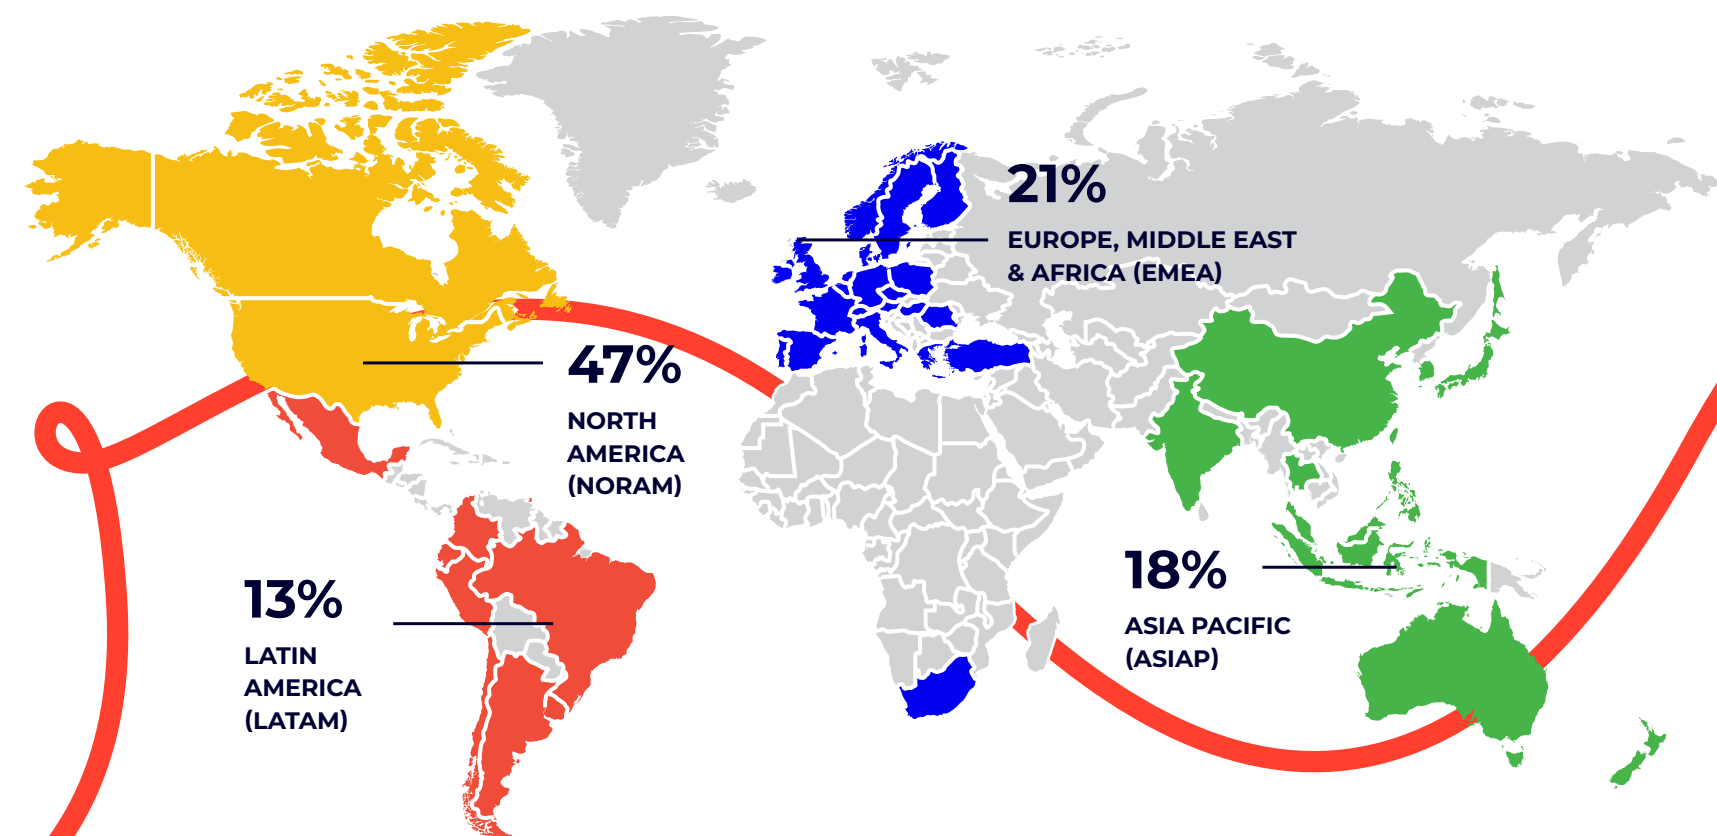 21%
EUROPE, MIDDLE EAST
& AFRICA (EMEA)
47%
NORTH
AMERICA
(NORAM)
13%
LATIN
AMERICA
(LATAM)
18%
ASIA PACIFIC
(ASIAP)